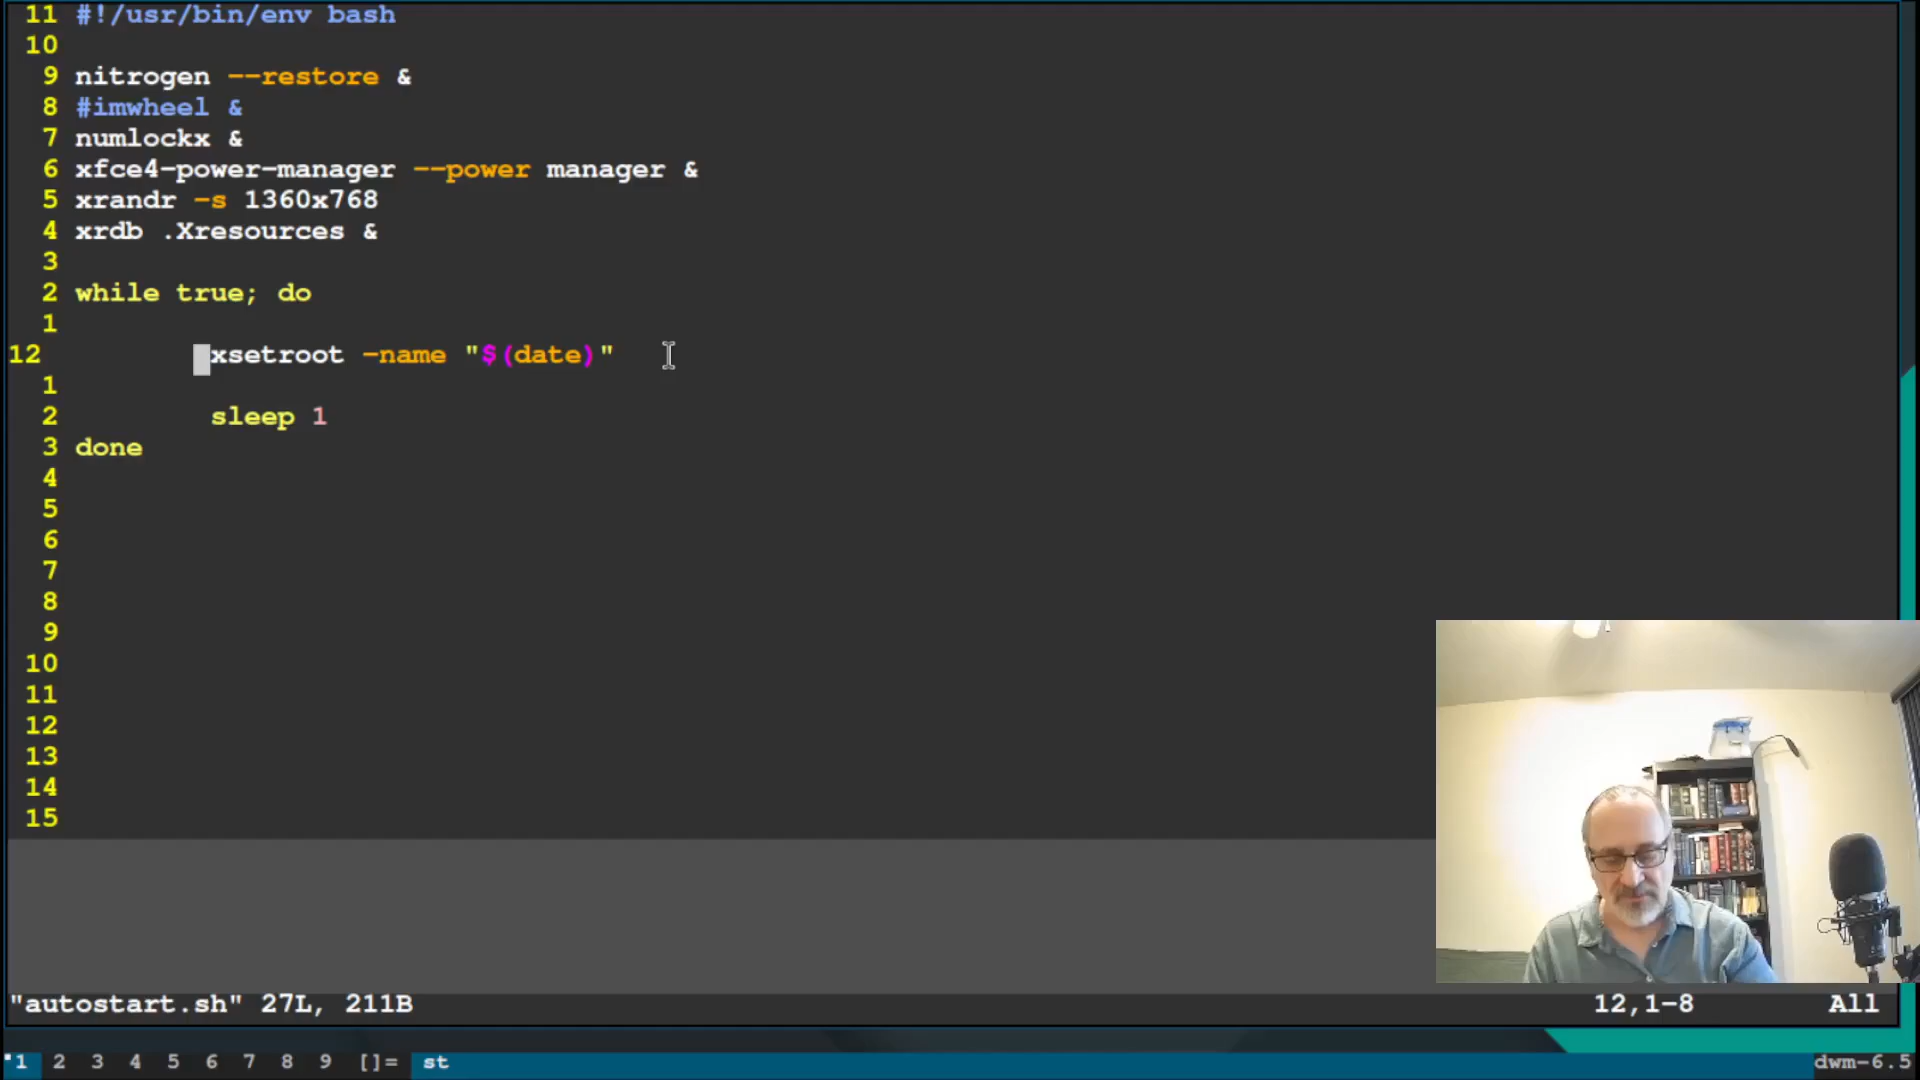 11 #!/usr/bin/env bash
10
9 nitrogen --restore &
8 #imwheel &
7 numlockx &
6 xfce4-power-manager --power manager &
5 xrandr -s 1360x768
4 xrdb .Xresources &
3
2 while true; do
1
12 xsetroot -name "$(date)"
1
2 sleep 1
3 done
4
5
6
7
8
9
10
11
12
13
14
15
"autostart.sh" 27L, 211B 12,1-8 All
1 2 3 4 5 6 7 8 9 []= st dwm-6.5